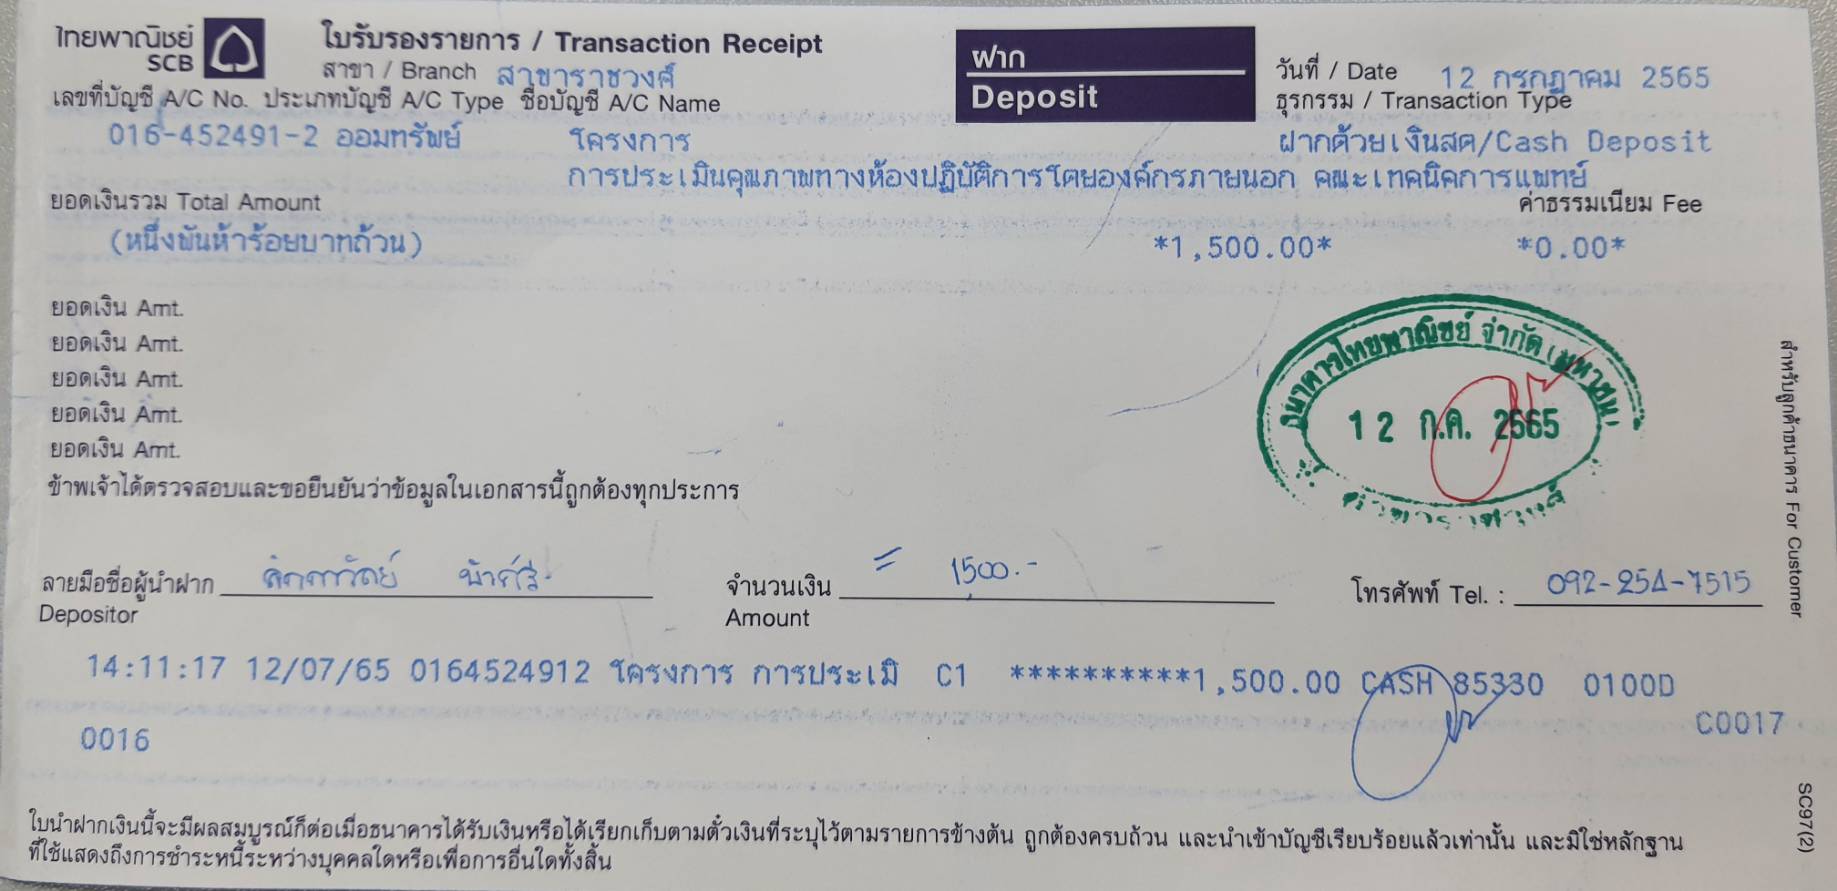 ไทยพาณิชย์
SCB
ใบรับรองรายการ / Transaction Receipt
สาขา / Branch สาขาราชวงศ์
ฝาก
Deposit
วันที่ / Date 12 กรกฎาคม 2565
เลขที่บัญชี A/C No. ประเภทบัญชี A/C Type ชื่อบัญชี A/C Name
ธุรกรรม / Transaction Type
016-452491-2 ออมทรัพย์ โครงการ ฝากด้วยเงินสด/Cash Deposit
การประเมินคุณภาพทางห้องปฏิบัติการโดยองค์กรภายนอก คณะเทคนิคการแพทย์
ยอดเงินรวม Total Amount ค่าธรรมเนียม Fee
(หนึ่งพันห้าร้อยบาทถ้วน) *1,500.00* *0.00*
ยอดเงิน Amt.
ยอดเงิน Amt.
ยอดเงิน Amt.
ยอดเงิน Amt.
ยอดเงิน Amt.
ธนาคารไทยพาณิชย์ จำกัด (มหาชน)
12 ก.ค. 2565
สาขาราชวงศ์
ข้าพเจ้าได้ตรวจสอบและขอยืนยันว่าข้อมูลในเอกสารนี้ถูกต้องทุกประการ
ลายมือชื่อผู้นำฝาก
Depositor
จำนวนเงิน = 1500.-
Amount
โทรศัพท์ Tel. : 092-254-7515
14:11:17 12/07/65 0164524912 โครงการ การประเมิ C1 **********1,500.00 CASH 85330 0100D
C0017
0016
ใบนำฝากเงินนี้จะมีผลสมบูรณ์ก็ต่อเมื่อธนาคารได้รับเงินหรือได้เรียกเก็บตามตั๋วเงินที่ระบุไว้ตามรายการข้างต้น ถูกต้องครบถ้วน และนำเข้าบัญชีเรียบร้อยแล้วเท่านั้น และมิใช่หลักฐาน
ที่ใช้แสดงถึงการชำระหนี้ระหว่างบุคคลใดหรือเพื่อการอื่นใดทั้งสิ้น
สำหรับลูกค้าธนาคาร For Customer
SC97(2)